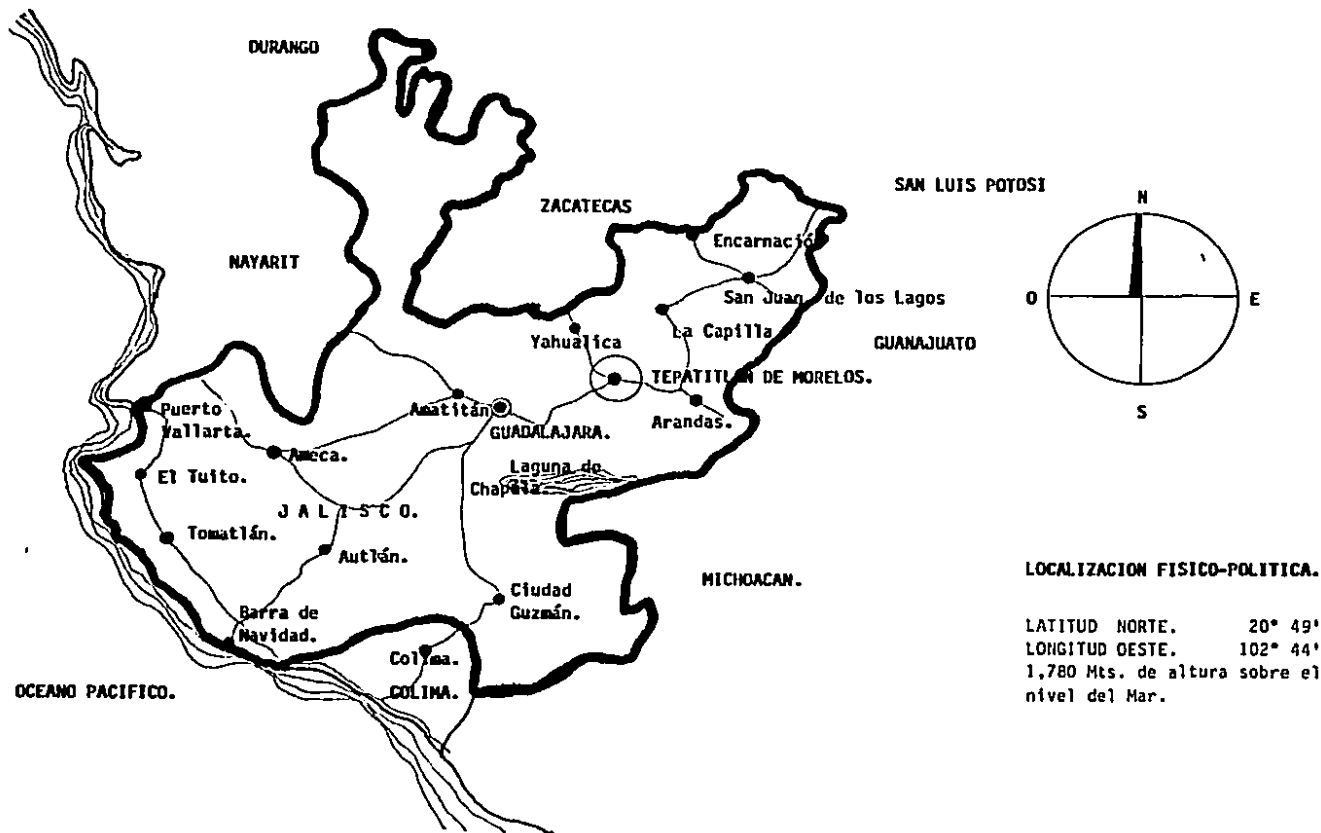 DURANGO
SAN LUIS POTOSI
ZACATECAS
N
Encarnación
NAYARIT
O
E
San Juan de los Lagos
La Capilla
Yahualica
GUANAJUATO
TEPATITLÁN DE MORELOS.
S
Puerto
Vallarta.
Amatitán
Arandas.
GUADALAJARA.
Ameca.
Laguna de
Chapala.
El Tuito.
JALISCO.
Tomatlán.
Autlán.
MICHOACAN.
LOCALIZACION FISICO-POLITICA.
Ciudad
Guzmán.
Barra de
Navidad.
LATITUD NORTE. 20° 49'
LONGITUD OESTE. 102° 44'
1,780 Mts. de altura sobre el
nivel del Mar.
Colima.
COLIMA.
OCEANO PACIFICO.